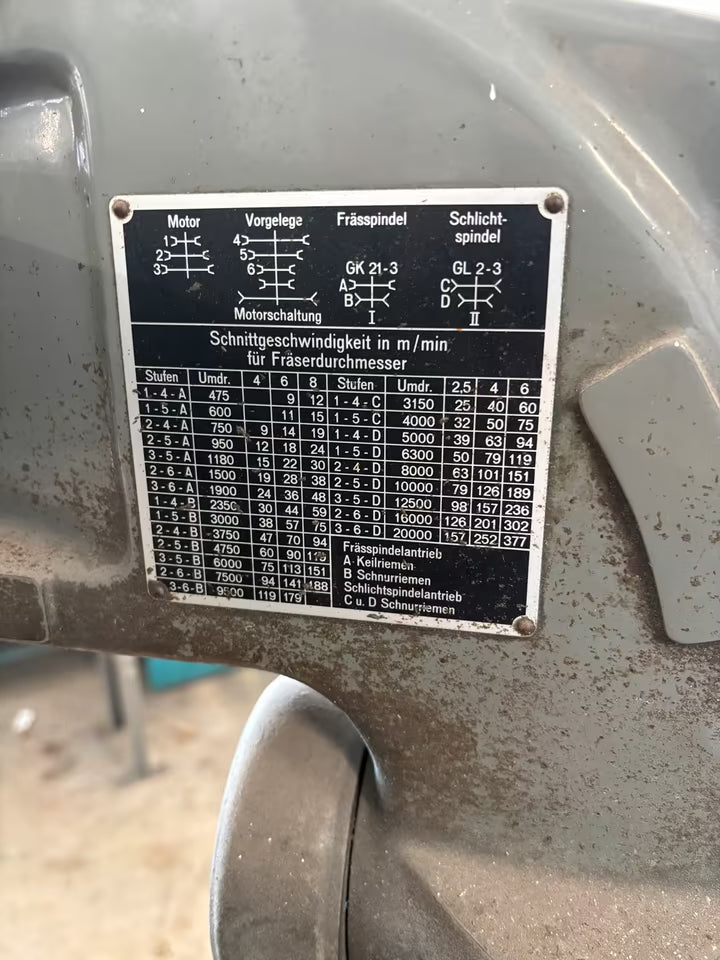 Motor Vorgelege Frässpindel Schlicht-
spindel
1 4
2 5
3 6 GK 21-3 GL 2-3
A C
B D
Motorschaltung I II
Schnittgeschwindigkeit in m/min
für Fräserdurchmesser
Stufen Umdr. 4 6 8 Stufen Umdr. 2,5 4 6
1-4-A 475 9 12 1-4-C 3150 25 40 60
1-5-A 600 11 15 1-5-C 4000 32 50 75
2-4-A 750 9 14 19 1-4-D 5000 39 63 94
2-5-A 950 12 18 24 1-5-D 6300 50 79 119
3-5-A 1180 15 22 30 2-4-D 8000 63 101 151
2-6-A 1500 19 28 38 2-5-D 10000 79 126 189
3-6-A 1900 24 36 48 3-5-D 12500 98 157 236
1-4-B 2350 30 44 59 2-6-D 16000 126 201 302
1-5-B 3000 38 57 75 3-6-D 20000 157 252 377
2-4-B 3750 47 70 94
2-5-B 4750 60 90
3-5-B 6000 75 113 151
2-6-B 7500 94 141 188
3-6-B 9500 119 179
Frässpindelantrieb
A Keilriemen
B Schnurriemen
Schlichtspindelantrieb
C u. D Schnurriemen